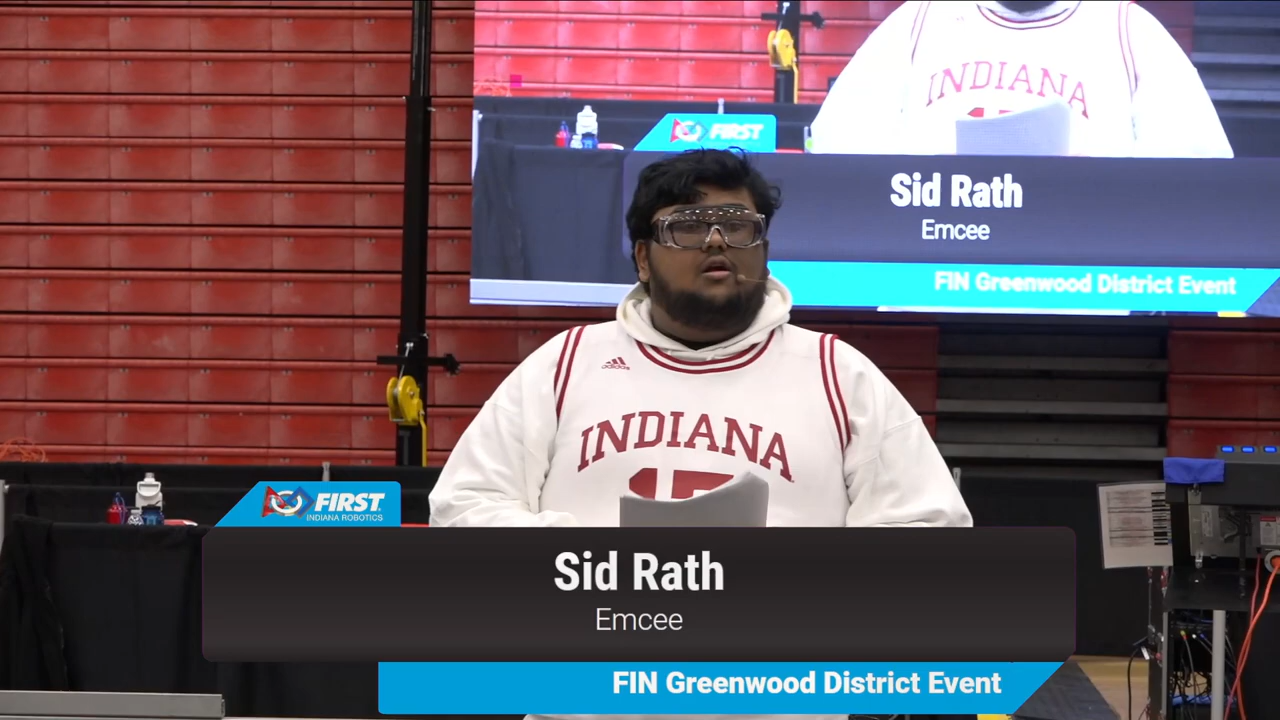 INDIANA
FIRST
Sid Rath
Emcee
FIN Greenwood District Event
adidas
INDIANA
FIRST
INDIANA ROBOTICS
Sid Rath
Emcee
FIN Greenwood District Event